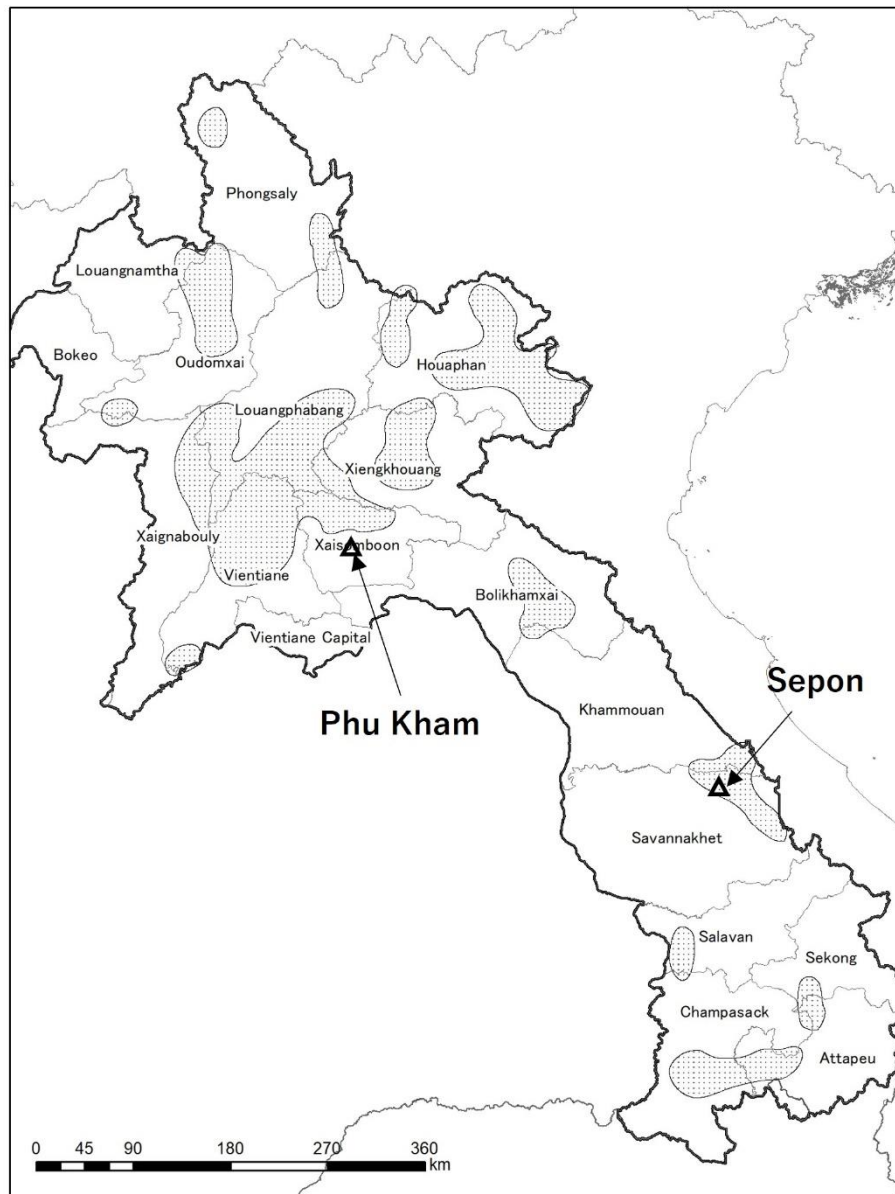 Phongsaly
Louangnamtha
Bokeo
Oudomxai
Houaphan
Louangphabang
Xiengkhouang
Xaignabouly
Xaisomboon
Vientiane
Bolikhamxai
Vientiane Capital
Sepon
Phu Kham
Khammouan
Savannakhet
Salavan
Sekong
Champasack
Attapeu
0 45 90 180 270 360
km